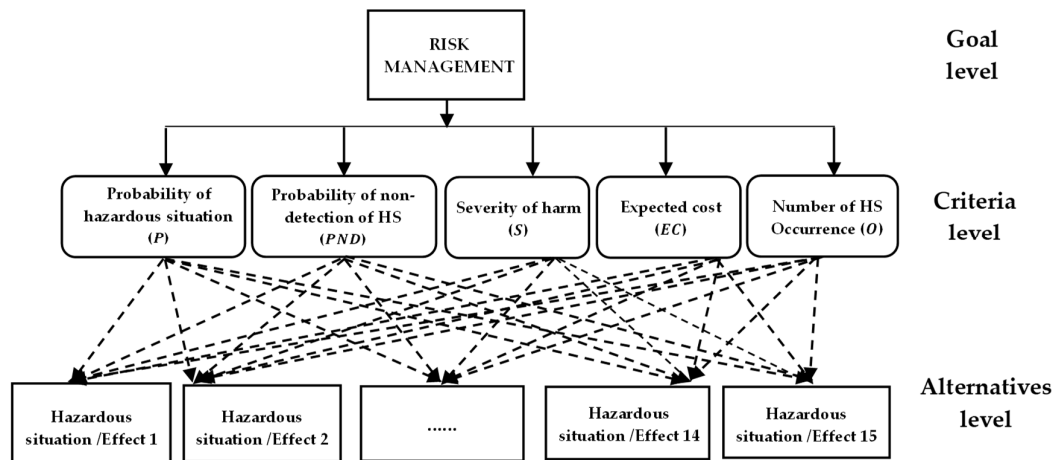 RISK
MANAGEMENT
Goal
level
Probability of
hazardous situation
(P)
Probability of non-
detection of HS
(PND)
Severity of harm
(S)
Expected cost
(EC)
Number of HS
Occurrence (O)
Criteria
level
Hazardous
situation /Effect 1
Hazardous
situation /Effect 2
......
Hazardous
situation /Effect 14
Hazardous
situation /Effect 15
Alternatives
level